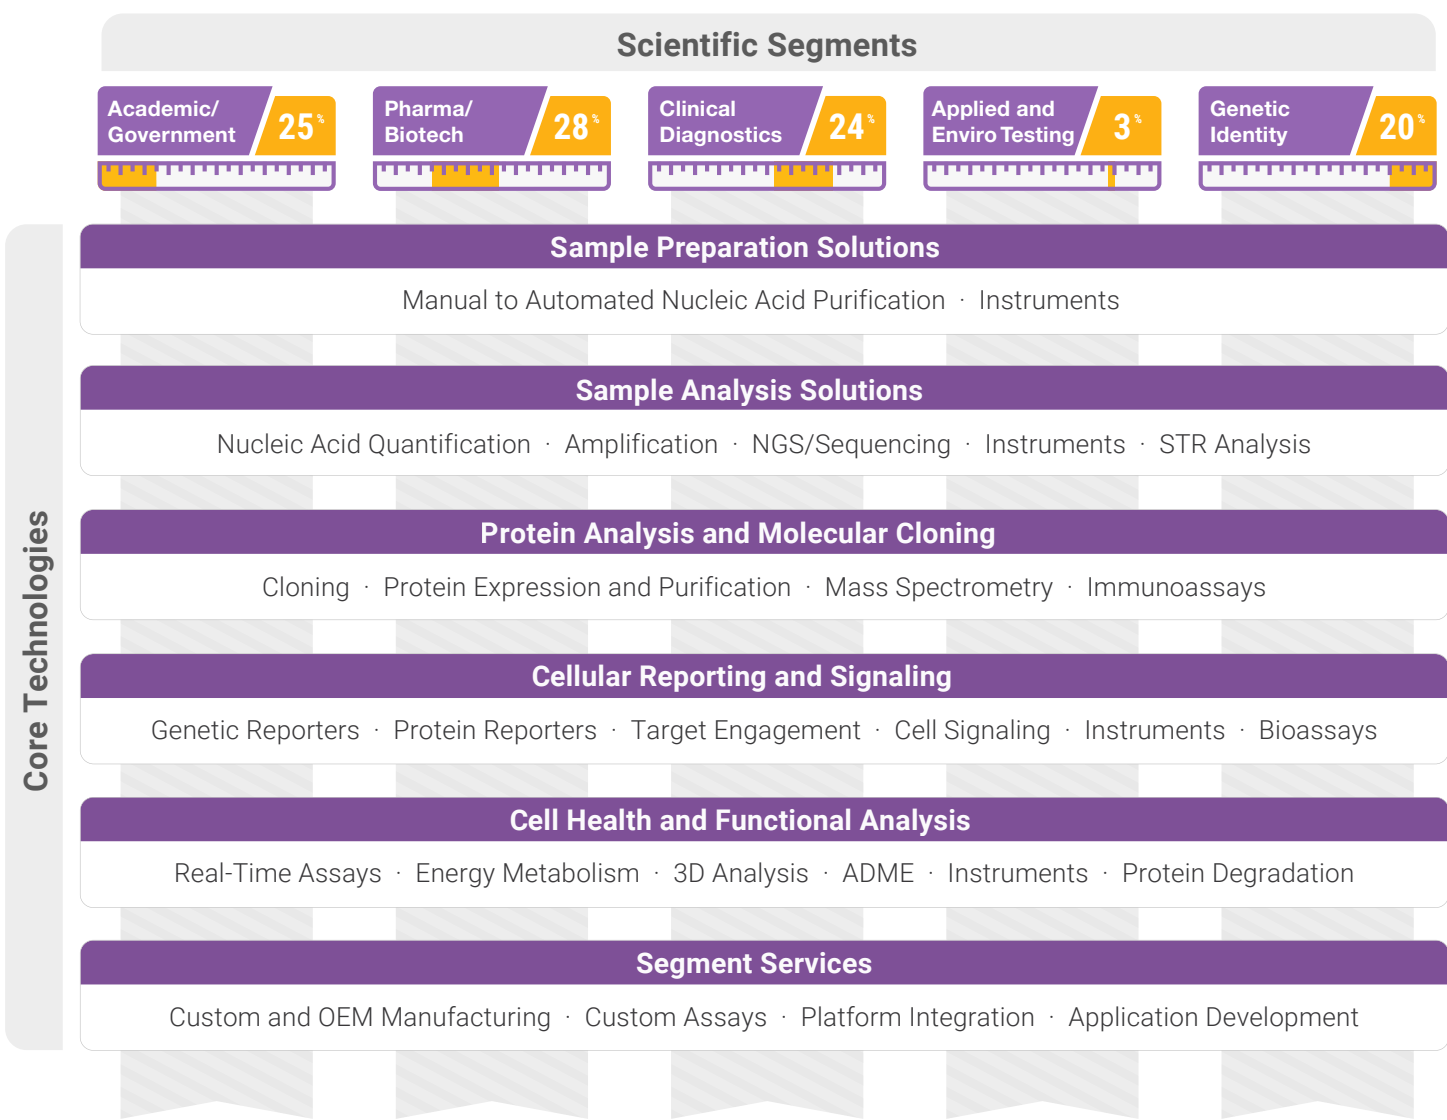 Scientific Segments
Academic/
Government
25%
Pharma/
Biotech
28%
Clinical
Diagnostics
24%
Applied and
Enviro Testing
3%
Genetic
Identity
20%
Core Technologies
Sample Preparation Solutions
Manual to Automated Nucleic Acid Purification · Instruments
Sample Analysis Solutions
Nucleic Acid Quantification · Amplification · NGS/Sequencing · Instruments · STR Analysis
Protein Analysis and Molecular Cloning
Cloning · Protein Expression and Purification · Mass Spectrometry · Immunoassays
Cellular Reporting and Signaling
Genetic Reporters · Protein Reporters · Target Engagement · Cell Signaling · Instruments · Bioassays
Cell Health and Functional Analysis
Real-Time Assays · Energy Metabolism · 3D Analysis · ADME · Instruments · Protein Degradation
Segment Services
Custom and OEM Manufacturing · Custom Assays · Platform Integration · Application Development